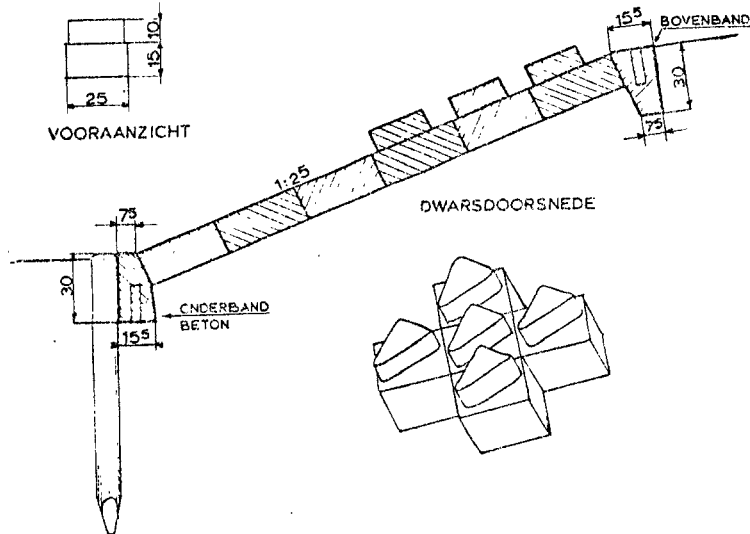 10
15
25
VOORAANZICHT
15⁵
BOVENBAND
30
75
1:25
DWARSDOORSNEDE
75
30
ONDERBAND
BETON
15⁵